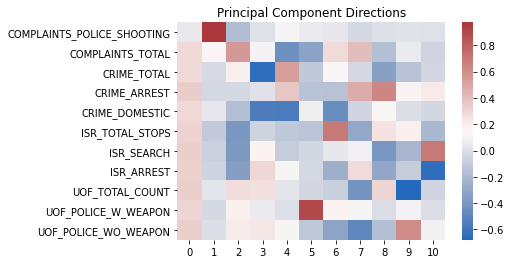 Principal Component Directions
COMPLAINTS_POLICE_SHOOTING
COMPLAINTS_TOTAL
CRIME_TOTAL
CRIME_ARREST
CRIME_DOMESTIC
ISR_TOTAL_STOPS
ISR_SEARCH
ISR_ARREST
UOF_TOTAL_COUNT
UOF_POLICE_W_WEAPON
UOF_POLICE_WO_WEAPON
0 1 2 3 4 5 6 7 8 9 10
0.8
0.6
0.4
0.2
0.0
−0.2
−0.4
−0.6